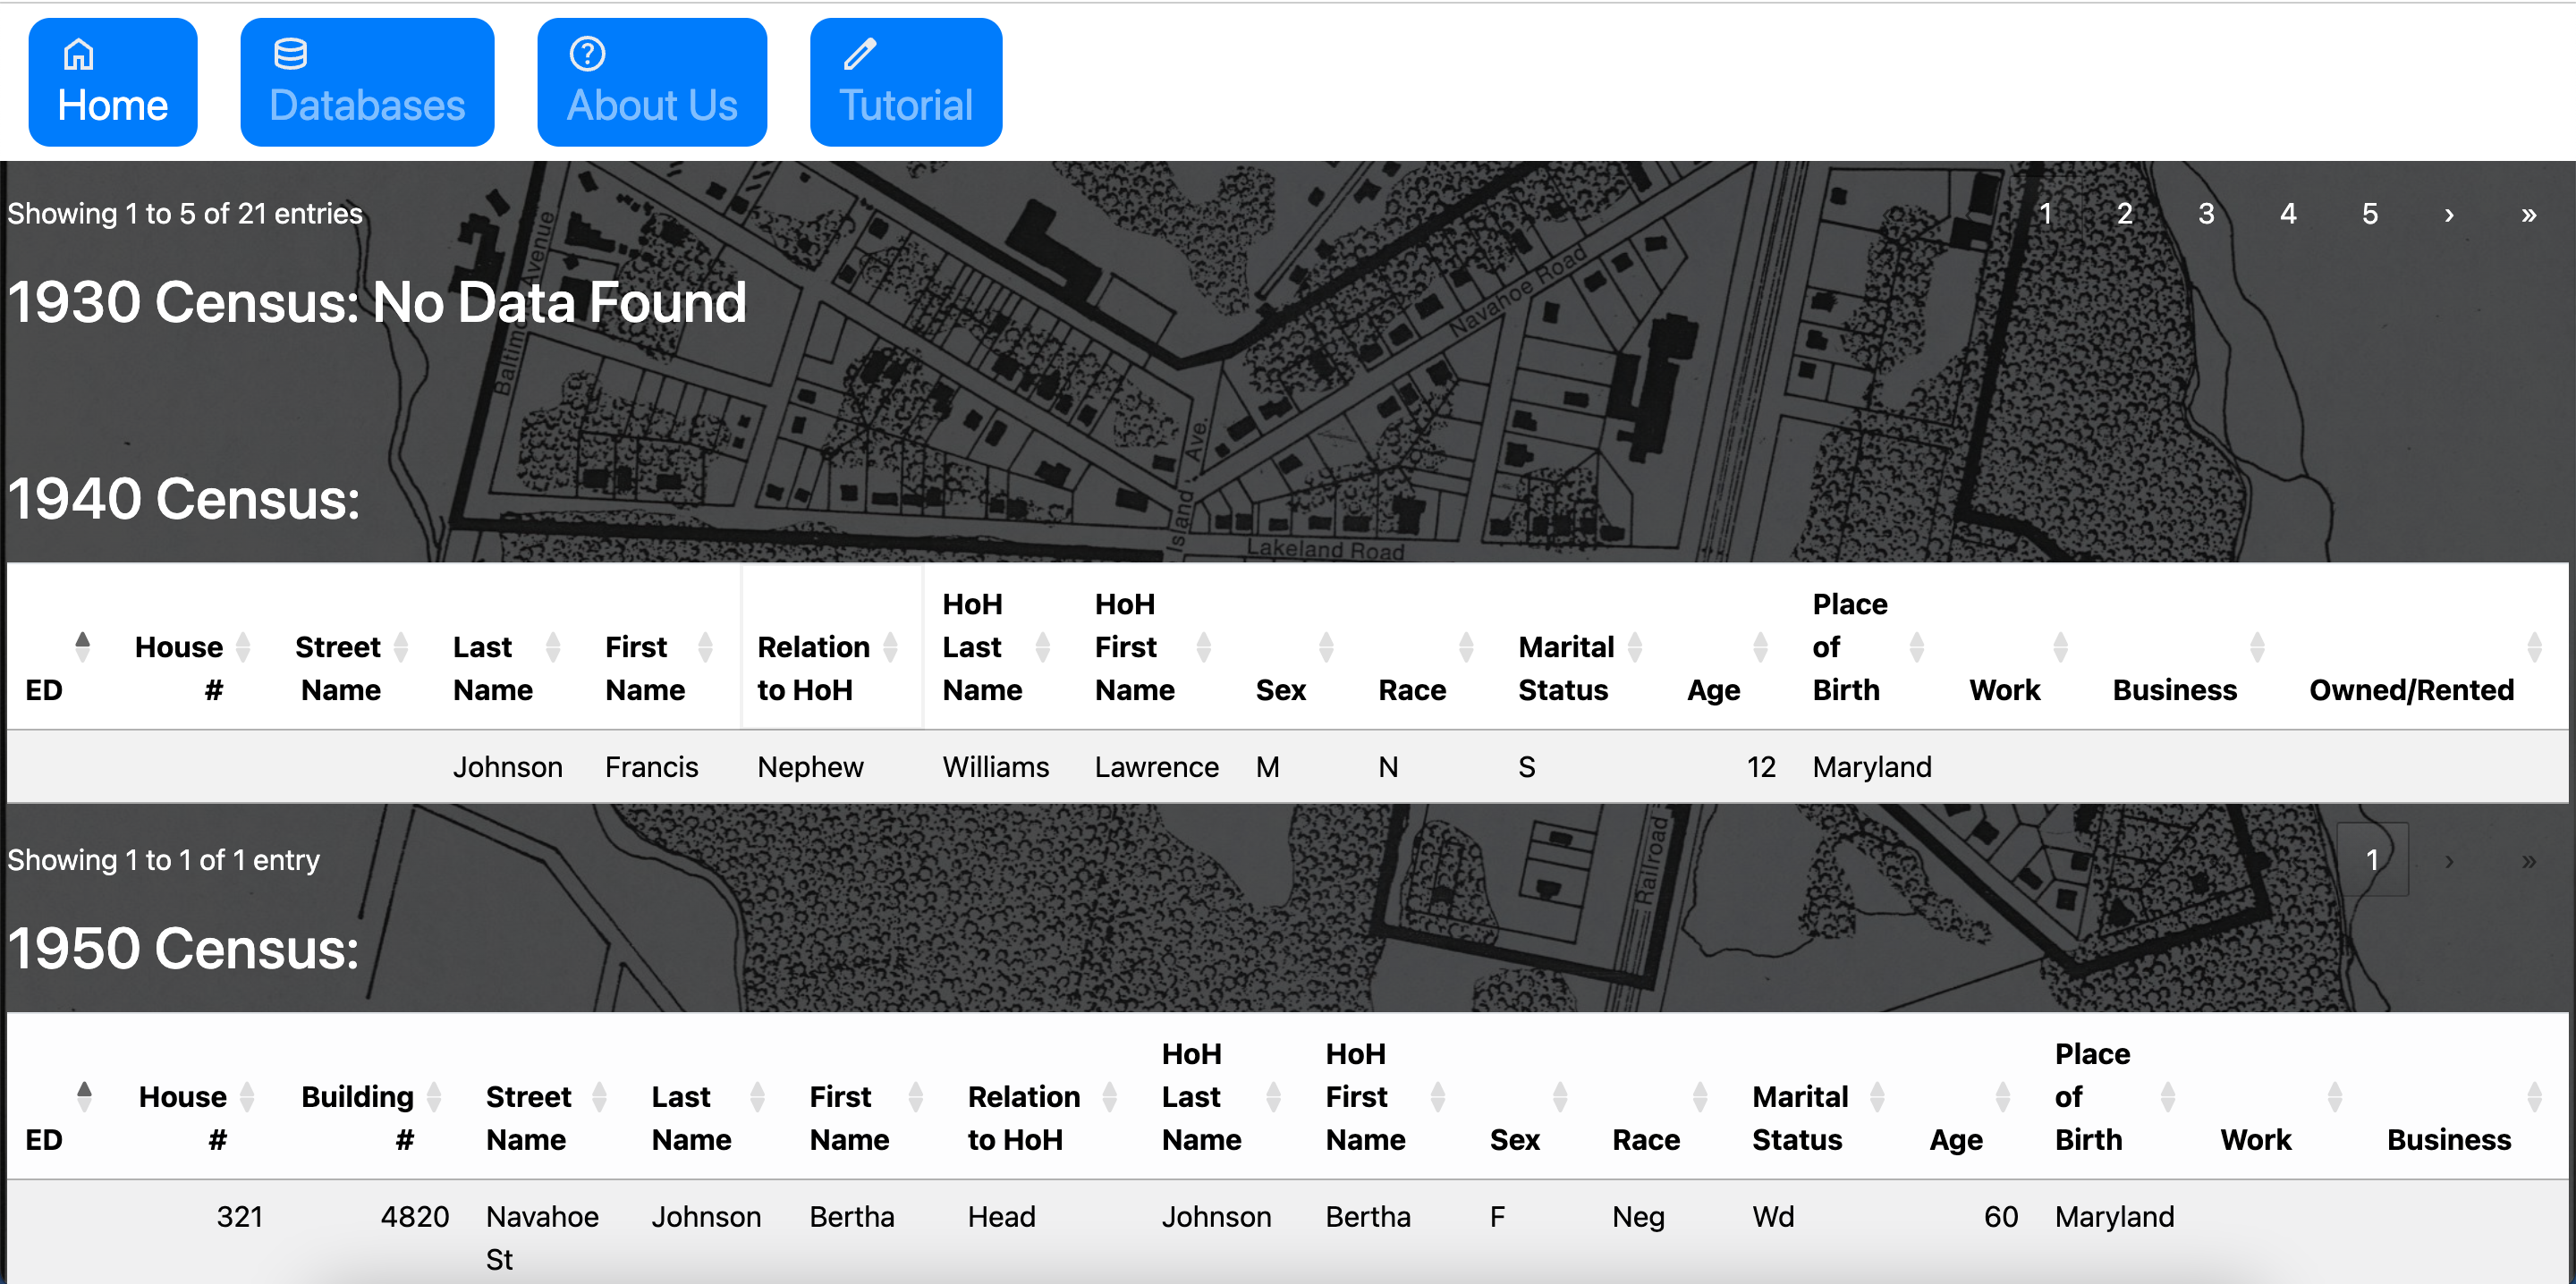 Home
Databases
About Us
Tutorial
Showing 1 to 5 of 21 entries
1 2 3 4 5 › »
1930 Census: No Data Found
Baltimore Avenue
Navahoe Road
Island Ave.
Lakeland Road
1940 Census:
ED House # Street Name Last Name First Name Relation to HoH HoH Last Name HoH First Name Sex Race Marital Status Age Place of Birth Work Business Owned/Rented
Johnson Francis Nephew Williams Lawrence M N S 12 Maryland
Showing 1 to 1 of 1 entry
1 › »
Railroad
1950 Census:
ED House # Building # Street Name Last Name First Name Relation to HoH HoH Last Name HoH First Name Sex Race Marital Status Age Place of Birth Work Business
321 4820 Navahoe St Johnson Bertha Head Johnson Bertha F Neg Wd 60 Maryland